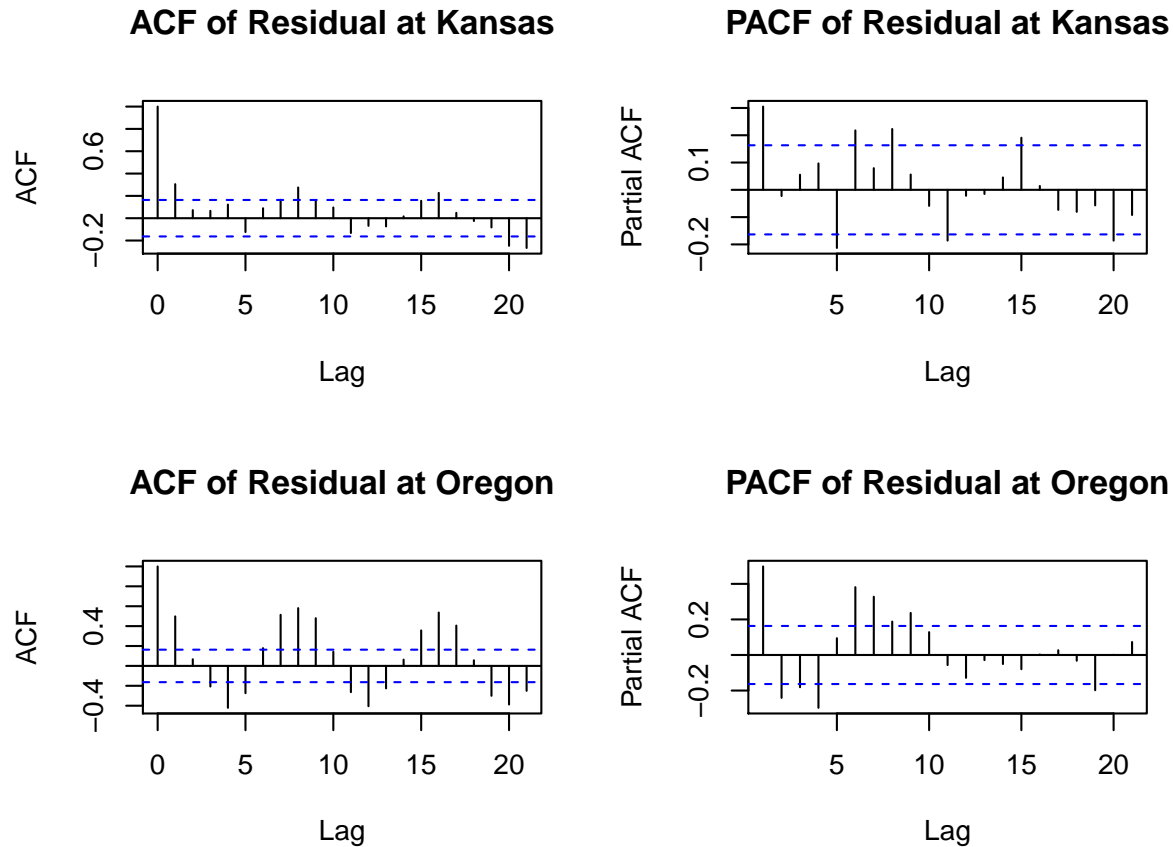 ACF of Residual at Kansas
ACF
0.6
−0.2
0 5 10 15 20
Lag
PACF of Residual at Kansas
Partial ACF
0.1
−0.2
5 10 15 20
Lag
ACF of Residual at Oregon
ACF
0.4
−0.4
0 5 10 15 20
Lag
PACF of Residual at Oregon
Partial ACF
0.2
−0.2
5 10 15 20
Lag